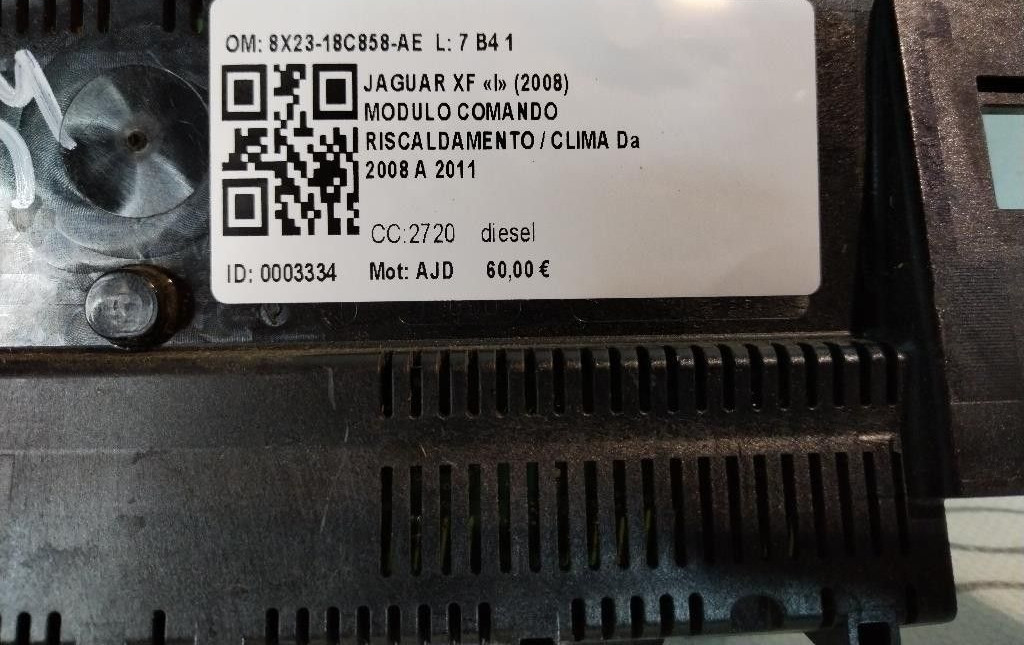 OM: 8X23-18C858-AE L: 7 B4 1
JAGUAR XF «I» (2008)
MODULO COMANDO
RISCALDAMENTO / CLIMA Da
2008 A 2011
CC:2720 diesel
ID: 0003334 Mot: AJD 60,00 €